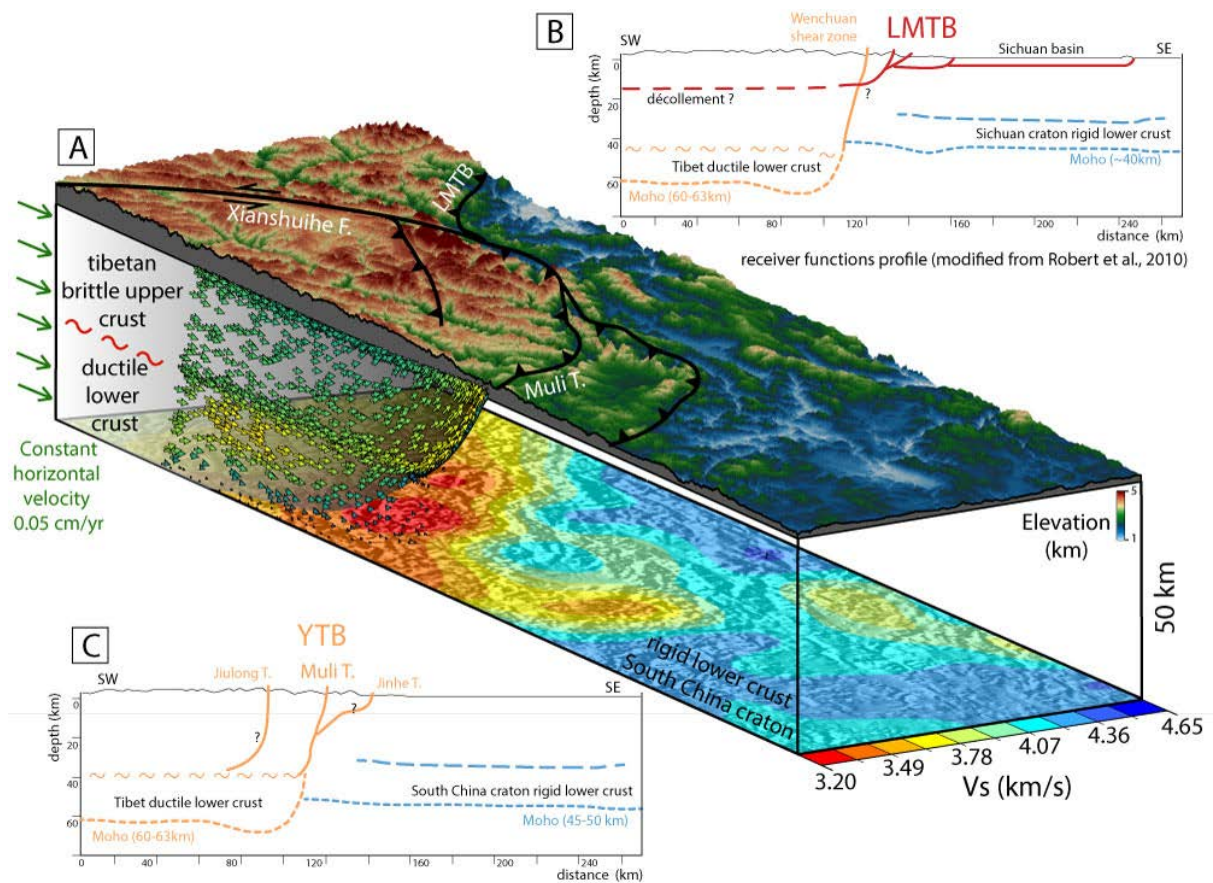 B
Wenchuan
shear zone
LMTB
SW
Sichuan basin
SE
depth (km)
0
20
40
60
décollement ?
?
Sichuan craton rigid lower crust
Tibet ductile lower crust
Moho (~40km)
Moho (60-63km)
0
40
80
120
160
200
240
distance (km)
receiver functions profile (modified from Robert et al., 2010)
A
LMTB
Xianshuihe F.
tibetan
brittle upper
crust
ductile
lower
crust
Muli T.
Constant
horizontal
velocity
0.05 cm/yr
Elevation
(km)
5
1
50 km
rigid lower crust
South China craton
3.20
3.49
3.78
4.07
4.36
4.65
Vs (km/s)
C
YTB
Jiulong T.
Muli T.
Jinhe T.
SW
SE
depth (km)
0
20
40
60
?
?
Tibet ductile lower crust
South China craton rigid lower crust
Moho (45-50 km)
Moho (60-63km)
0
40
80
120
160
200
240
distance (km)